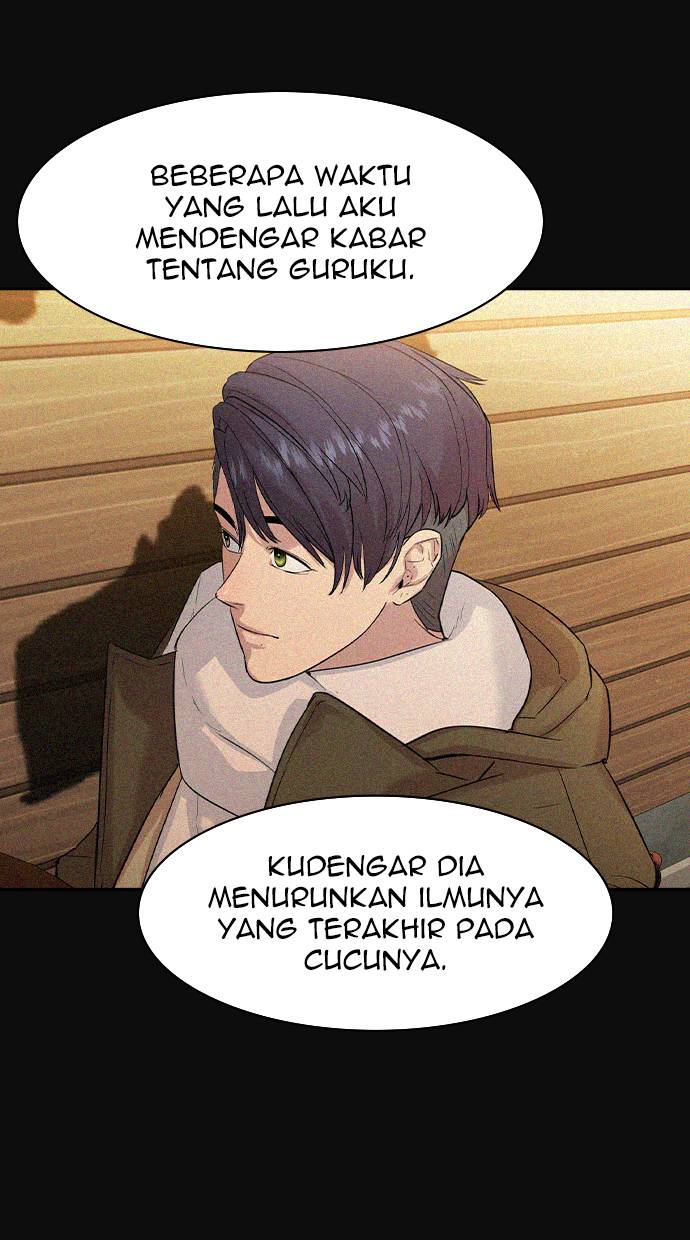 BEBERAPA WAKTU
YANG LALU AKU
MENDENGAR KABAR
TENTANG GURUKU.
KUDENGAR DIA
MENURUNKAN ILMUNYA
YANG TERAKHIR PADA
CUCUNYA.